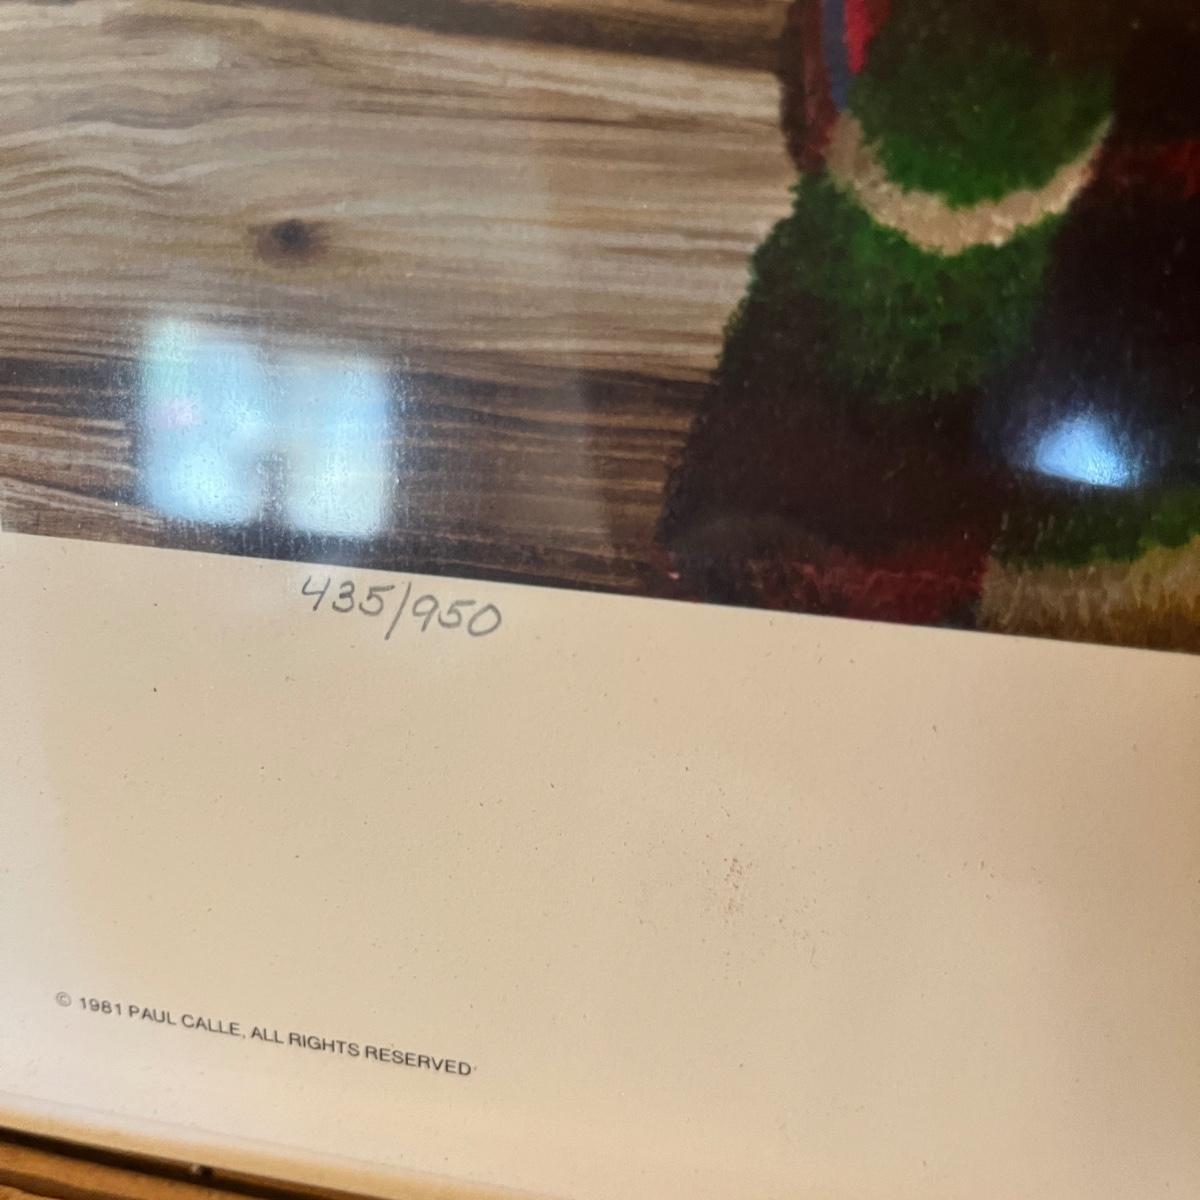 435/950
© 1981 PAUL CALLE, ALL RIGHTS RESERVED